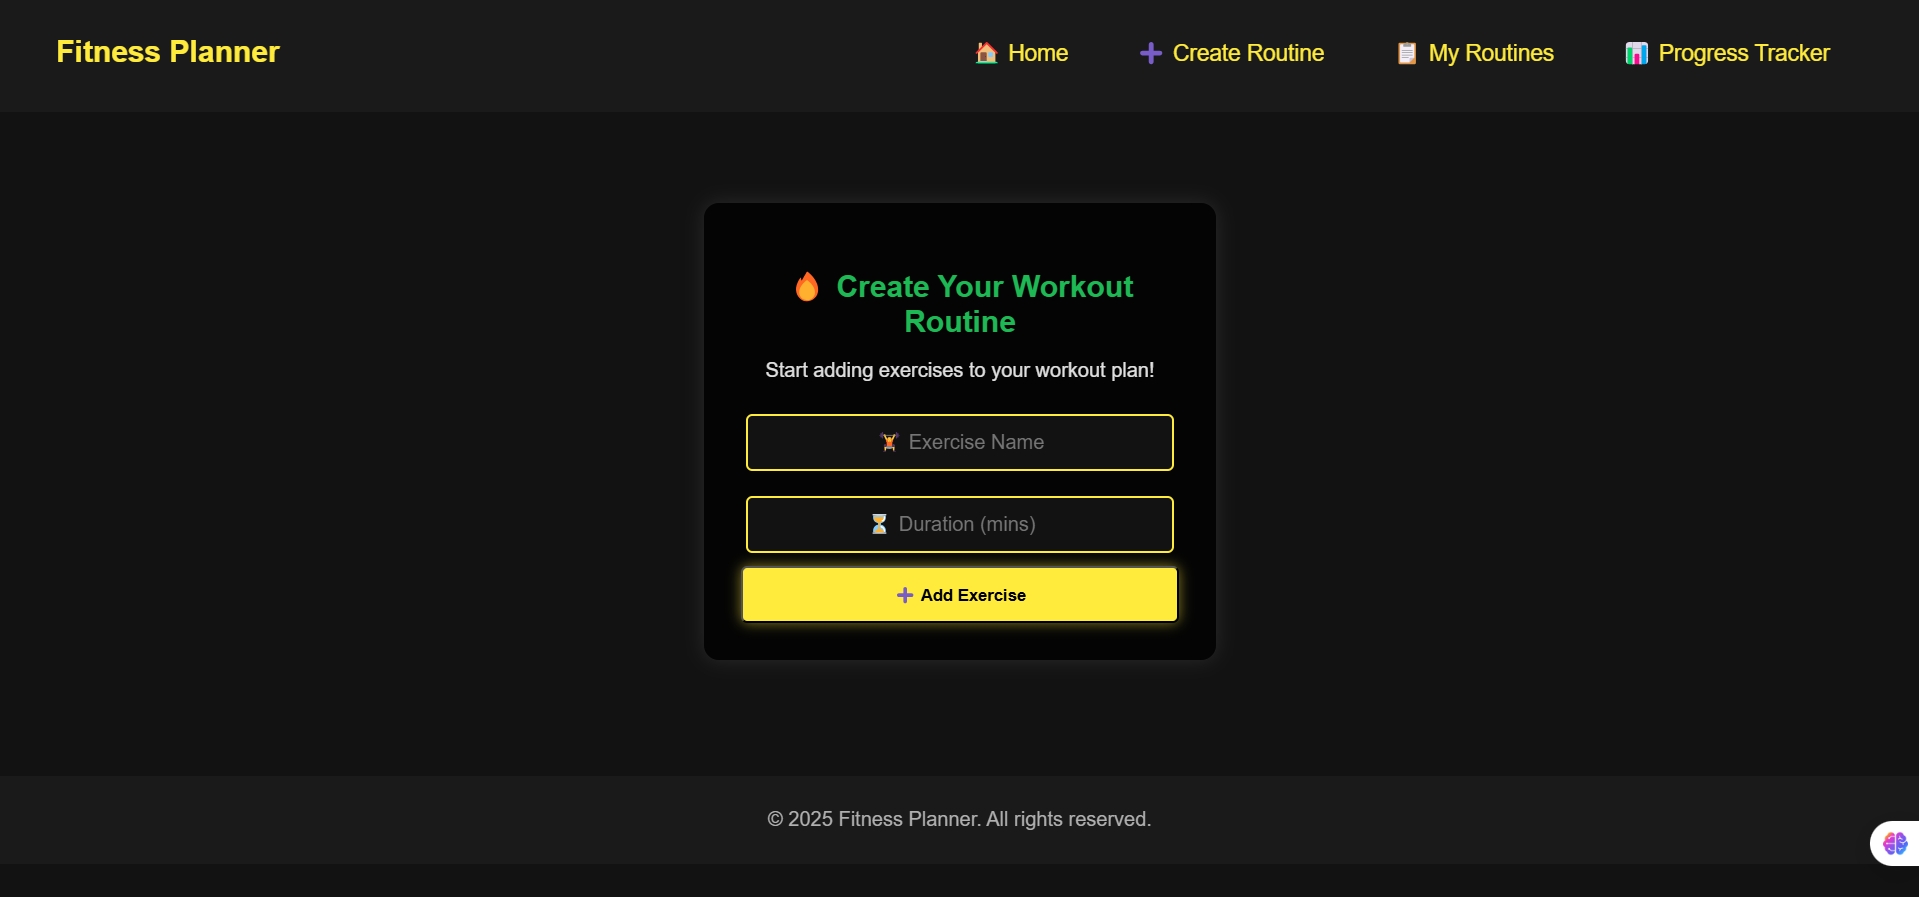 Fitness Planner
🏠 Home
➕ Create Routine
📋 My Routines
📊 Progress Tracker
🔥 Create Your Workout
Routine
Start adding exercises to your workout plan!
🏋️ Exercise Name
⏳ Duration (mins)
➕ Add Exercise
© 2025 Fitness Planner. All rights reserved.